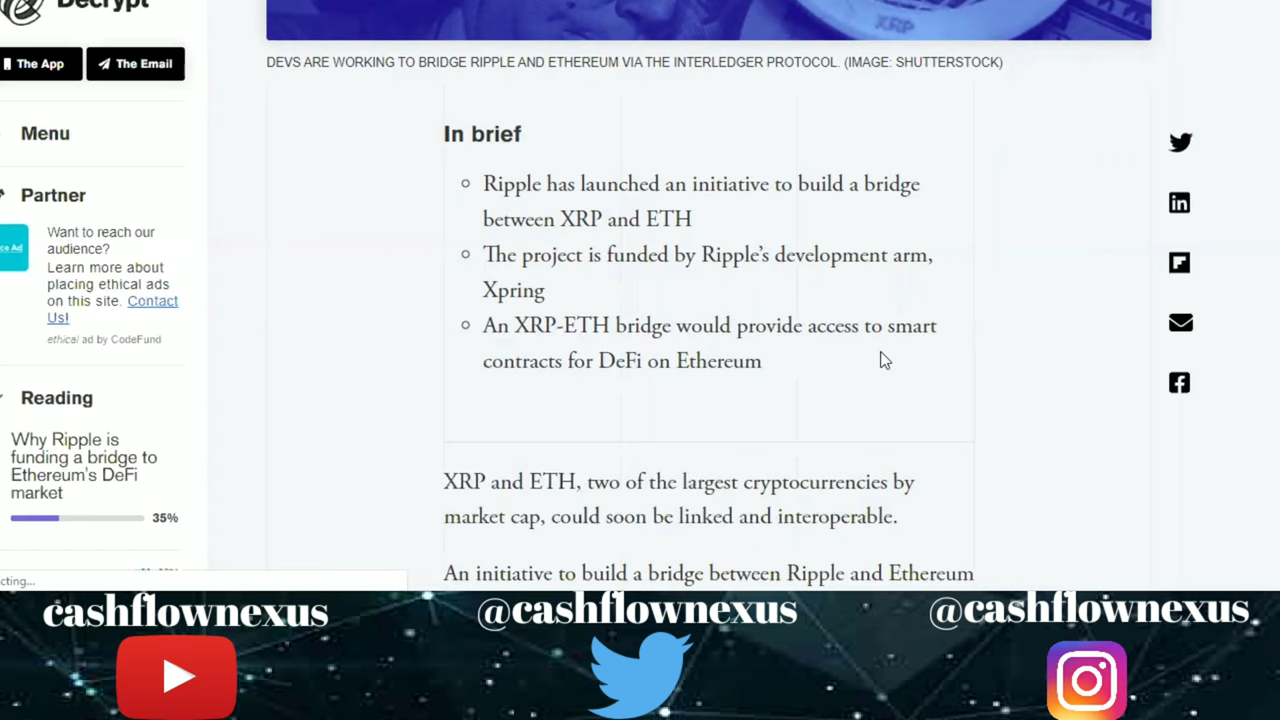 Decrypt
The App
The Email
XRP
DEVS ARE WORKING TO BRIDGE RIPPLE AND ETHEREUM VIA THE INTERLEDGER PROTOCOL. (IMAGE: SHUTTERSTOCK)
Menu
Partner
ce Ad
Want to reach our
audience?
Learn more about
placing ethical ads
on this site. Contact
Us!
ethical ad by CodeFund
Reading
Why Ripple is
funding a bridge to
Ethereum's DeFi
market
35%
cting...
In brief
Ripple has launched an initiative to build a bridge
between XRP and ETH
The project is funded by Ripple’s development arm,
Xpring
An XRP-ETH bridge would provide access to smart
contracts for DeFi on Ethereum
XRP and ETH, two of the largest cryptocurrencies by
market cap, could soon be linked and interoperable.
An initiative to build a bridge between Ripple and Ethereum
cashflownexus
@cashflownexus
@cashflownexus